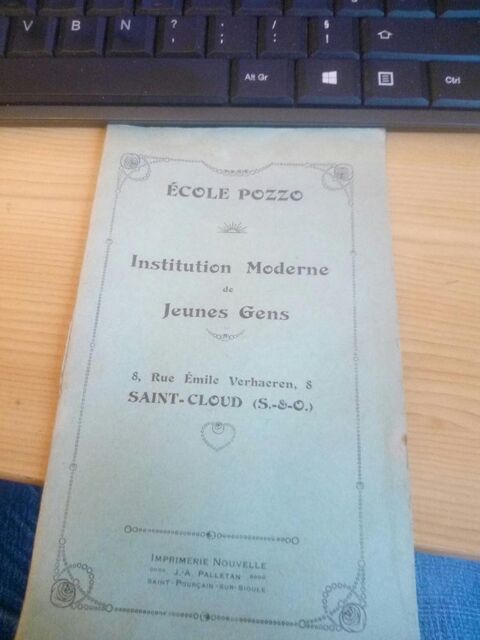 V B N ? , . ; / : § !
Alt Gr Ctrl
ÉCOLE POZZO
Institution Moderne
de
Jeunes Gens
8, Rue Émile Verhaeren, 8
SAINT-CLOUD (S.-&-O.)
IMPRIMERIE NOUVELLE
J.-A. PALLETAN
SAINT-POURÇAIN-SUR-SIOULE